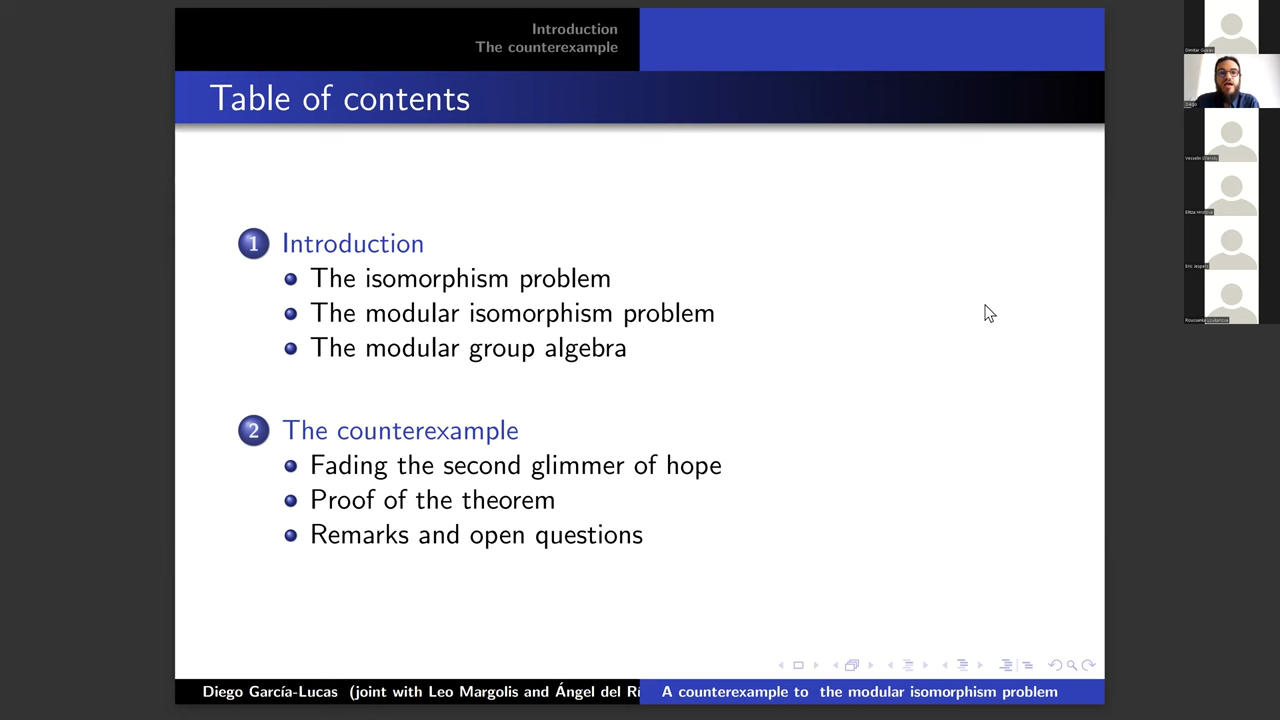 Introduction
The counterexample
Table of contents
1 Introduction
The isomorphism problem
The modular isomorphism problem
The modular group algebra
2 The counterexample
Fading the second glimmer of hope
Proof of the theorem
Remarks and open questions
Diego García-Lucas (joint with Leo Margolis and Ángel del Rí
A counterexample to the modular isomorphism problem
Diego